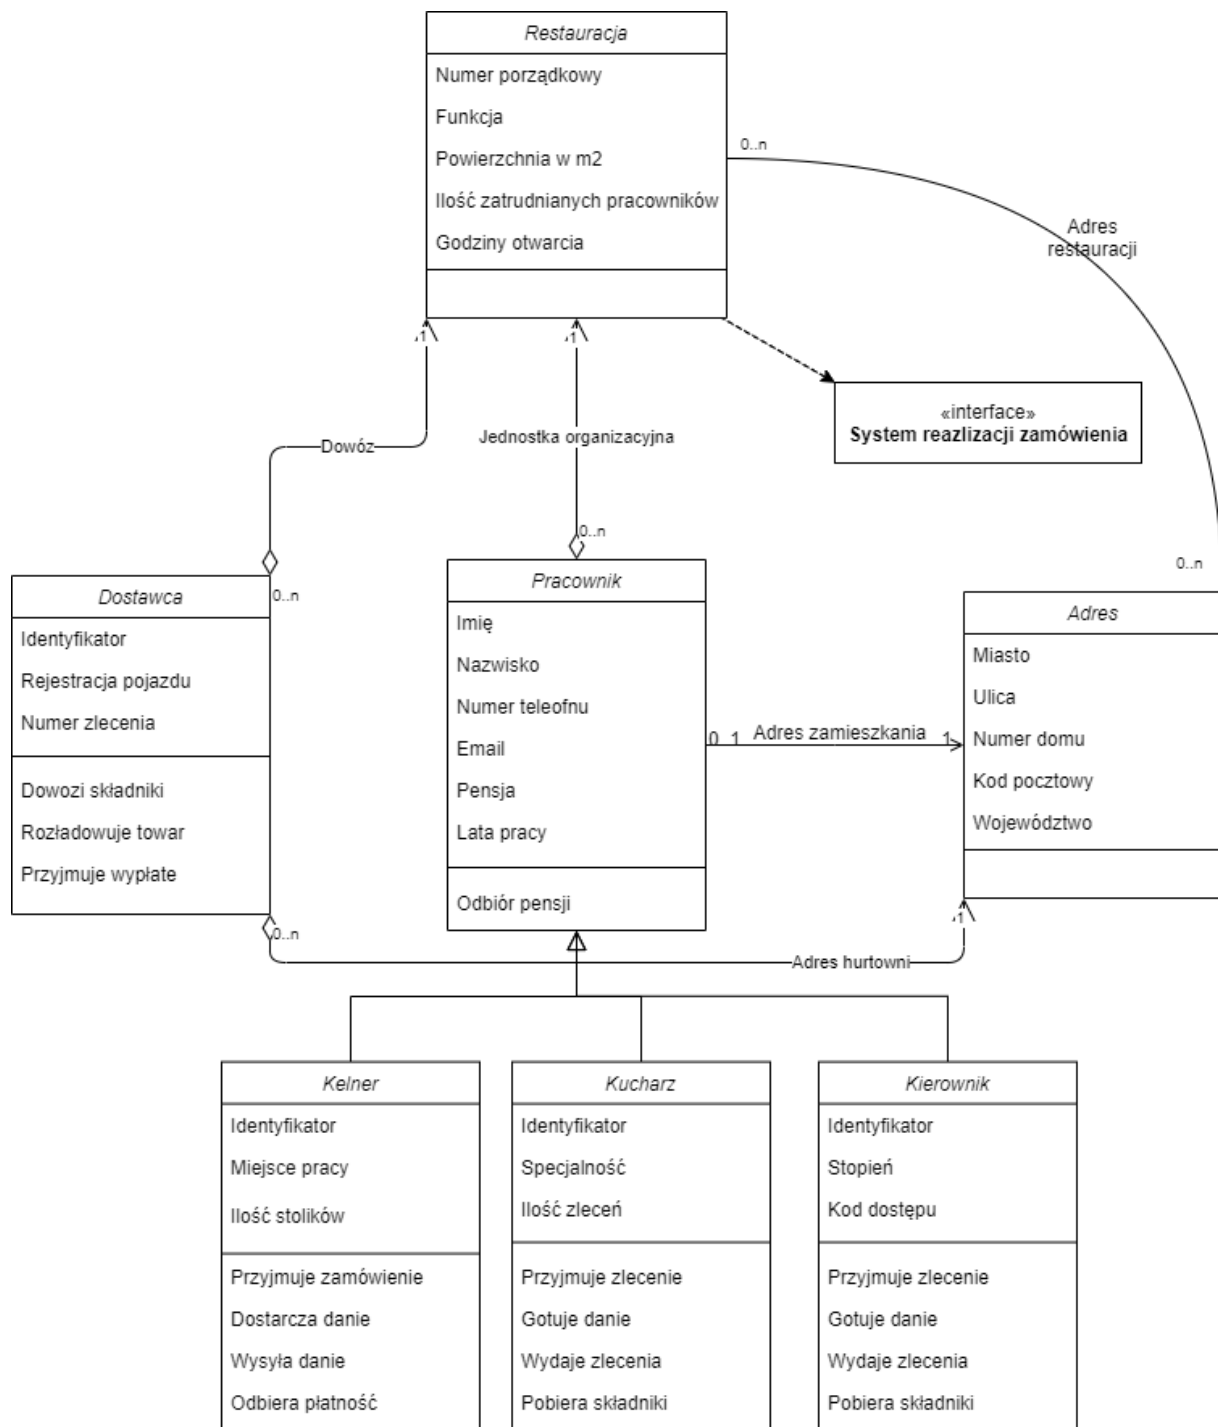 Restauracja
Numer porządkowy
Funkcja
Powierzchnia w m2
Ilość zatrudnianych pracowników
Godziny otwarcia
0..n
Adres
restauracji
1
1
«interface»
System reazlizacji zamówienia
Dowóz
Jednostka organizacyjna
0..n
0..n
0..n
Dostawca
Identyfikator
Rejestracja pojazdu
Numer zlecenia
Dowozi składniki
Rozładowuje towar
Przyjmuje wypłate
Pracownik
Imię
Nazwisko
Numer teleofnu
Email
Pensja
Lata pracy
Odbiór pensji
0..1
Adres zamieszkania
1
Adres
Miasto
Ulica
Numer domu
Kod pocztowy
Województwo
0..n
Adres hurtowni
1
Kelner
Identyfikator
Miejsce pracy
Ilość stolików
Przyjmuje zamówienie
Dostarcza danie
Wysyła danie
Odbiera płatność
Kucharz
Identyfikator
Specjalność
Ilość zleceń
Przyjmuje zlecenie
Gotuje danie
Wydaje zlecenia
Pobiera składniki
Kierownik
Identyfikator
Stopień
Kod dostępu
Przyjmuje zlecenie
Gotuje danie
Wydaje zlecenia
Pobiera składniki